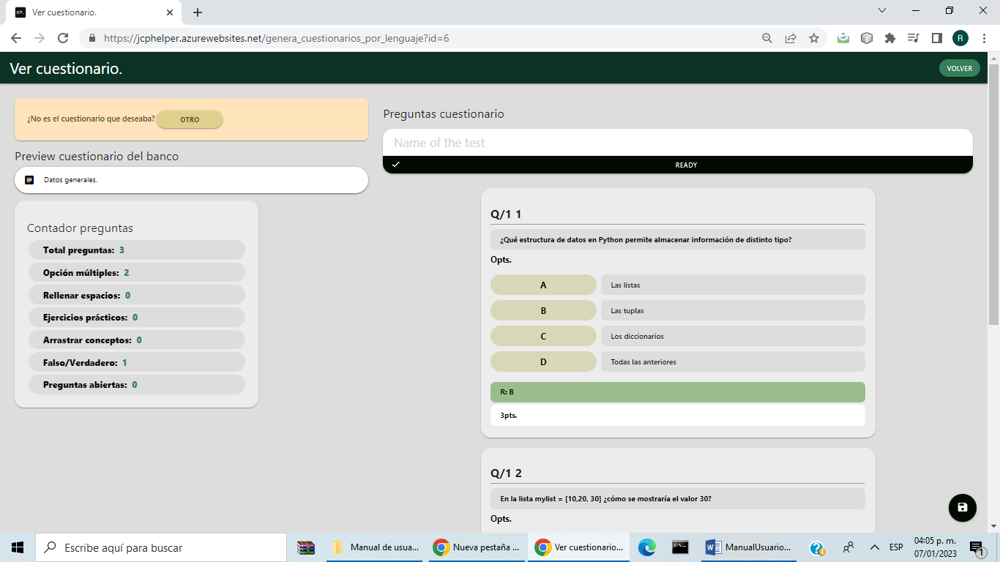 Ver cuestionario.
https://jcphelper.azurewebsites.net/genera_cuestionarios_por_lenguaje?id=6
R
Ver cuestionario.
VOLVER
¿No es el cuestionario que deseaba? OTRO
Preview cuestionario del banco
Datos generales.
Contador preguntas
Total preguntas: 3
Opción múltiples: 2
Rellenar espacios: 0
Ejercicios prácticos: 0
Arrastrar conceptos: 0
Falso/Verdadero: 1
Preguntas abiertas: 0
Preguntas cuestionario
Name of the test
READY
Q/1 1
¿Qué estructura de datos en Python permite almacenar información de distinto tipo?
Opts.
A Las listas
B Las tuplas
C Los diccionarios
D Todas las anteriores
R: B
3pts.
Q/1 2
En la lista mylist = [10,20, 30] ¿cómo se mostraría el valor 30?
Opts.
Escribe aquí para buscar
Manual de usua...
Nueva pestaña ...
Ver cuestionario...
ManualUsuario...
ESP
04:05 p. m.
07/01/2023
1